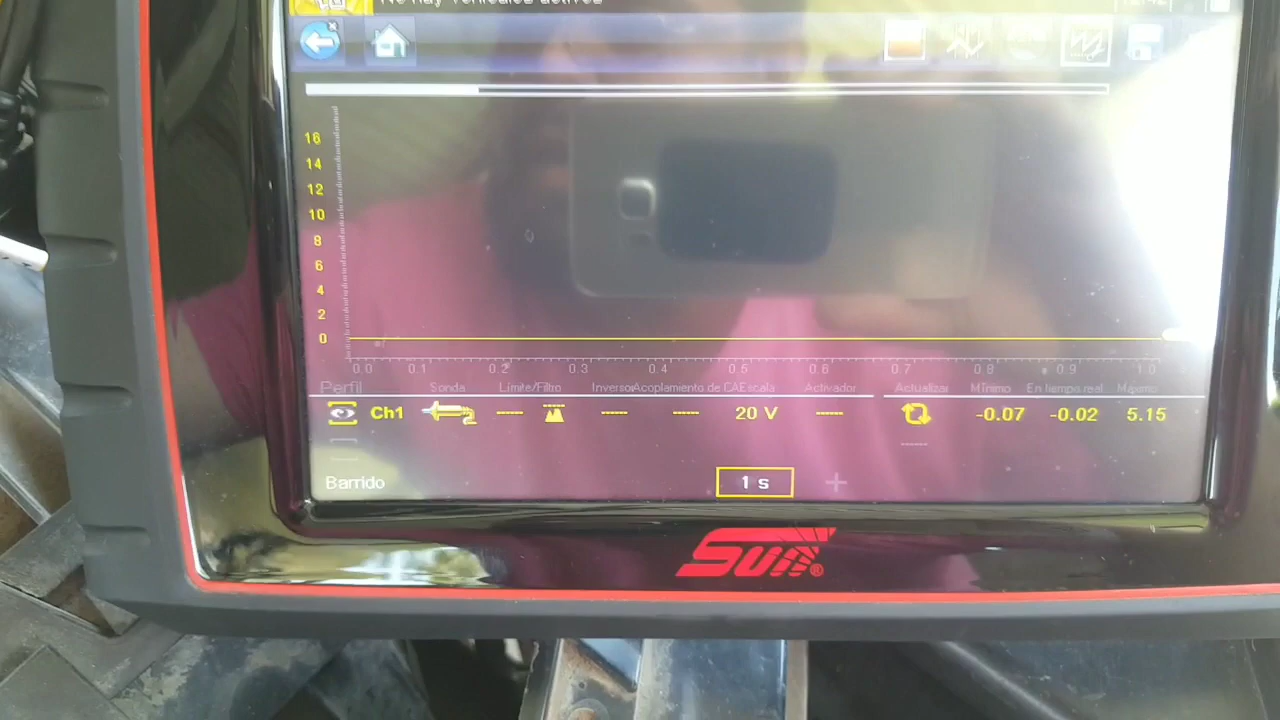 No hay vehículos activos
16
14
12
10
8
6
4
2
0
0.0 0.1 0.2 0.3 0.4 0.5 0.6 0.7 0.8 0.9 1.0
Perfil Sonda Límite/Filtro Inversor Acoplamiento de CA Escala Activador Actualizar Mínimo En tiempo real Máximo
Ch1 ---- ---- ---- 20 V ---- -0.07 -0.02 5.15
Barrido 1 s +
Sun®